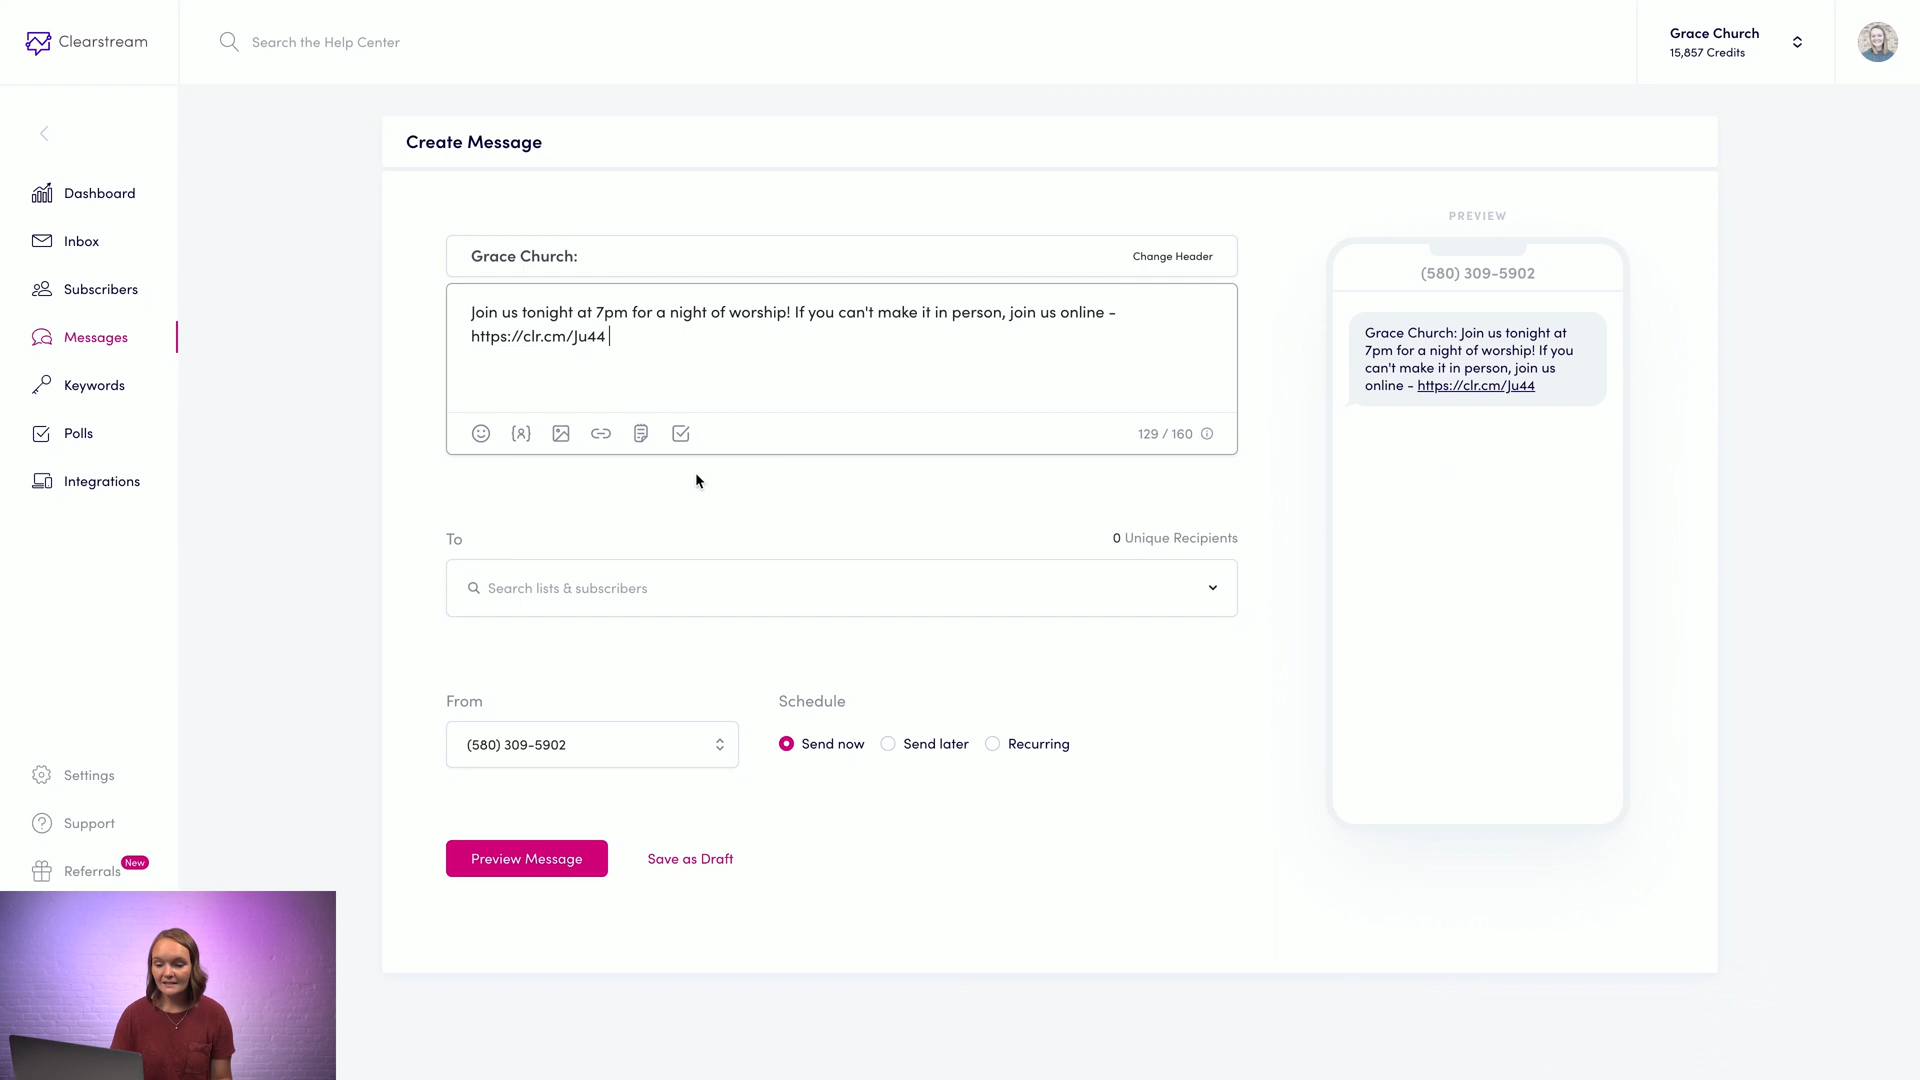 Clearstream
Search the Help Center
Grace Church
15,857 Credits
Dashboard
Inbox
Subscribers
Messages
Keywords
Polls
Integrations
Settings
Support
Referrals
New
Create Message
Grace Church:
Change Header
Join us tonight at 7pm for a night of worship! If you can't make it in person, join us online -
https://clr.cm/Ju44
129 / 160
To
0 Unique Recipients
Search lists & subscribers
From
(580) 309-5902
Schedule
Send now
Send later
Recurring
Preview Message
Save as Draft
PREVIEW
(580) 309-5902
Grace Church: Join us tonight at
7pm for a night of worship! If you
can't make it in person, join us
online - https://clr.cm/Ju44